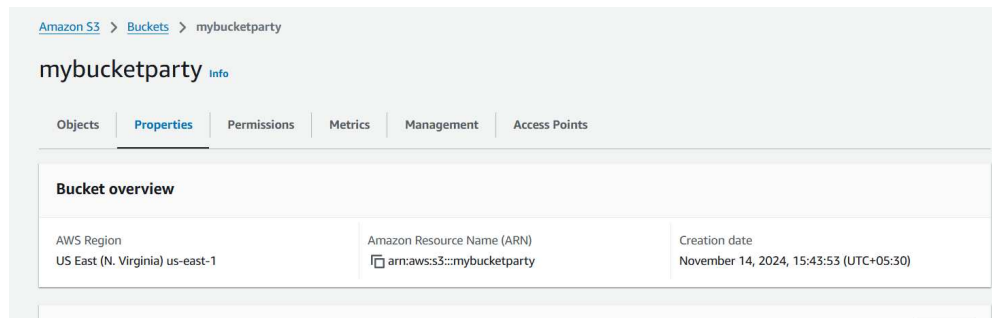 Amazon S3 > Buckets > mybucketparty
mybucketparty Info
Objects Properties Permissions Metrics Management Access Points
Bucket overview
AWS Region Amazon Resource Name (ARN) Creation date
US East (N. Virginia) us-east-1 arn:aws:s3:::mybucketparty November 14, 2024, 15:43:53 (UTC+05:30)